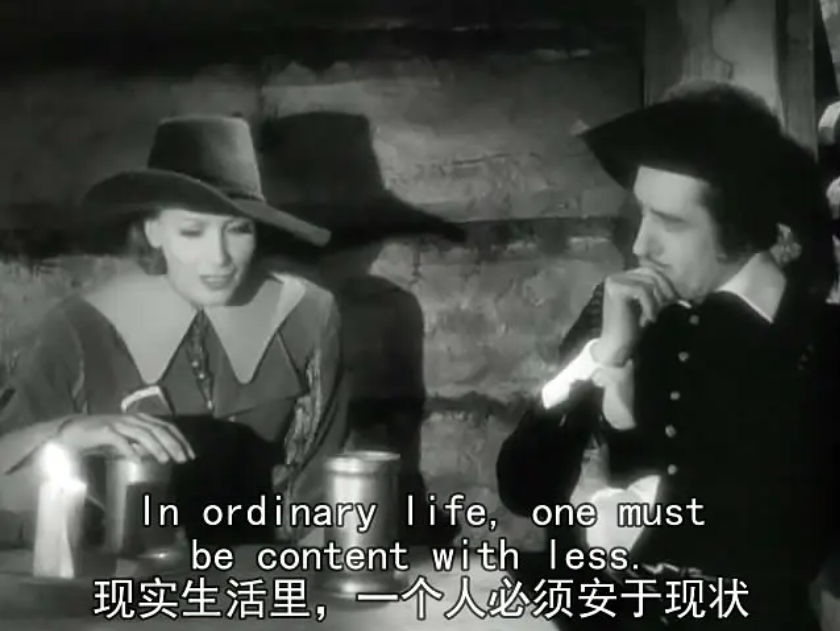 In ordinary life, one must
be content with less.
现实生活里，一个人必须安于现状